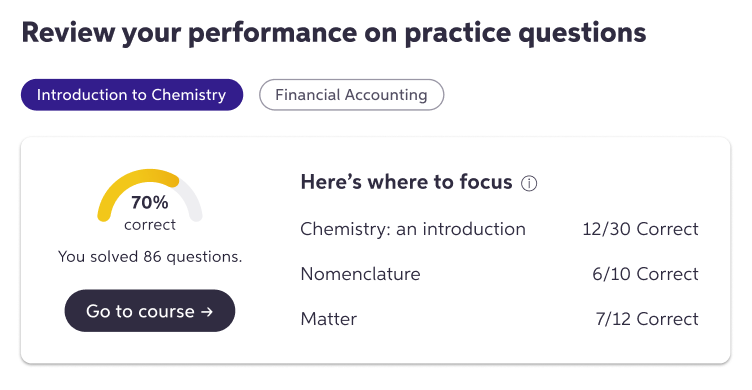 Review your performance on practice questions
Introduction to Chemistry
Financial Accounting
70%
correct
You solved 86 questions.
Go to course →
Here’s where to focus ⓘ
Chemistry: an introduction 12/30 Correct
Nomenclature 6/10 Correct
Matter 7/12 Correct